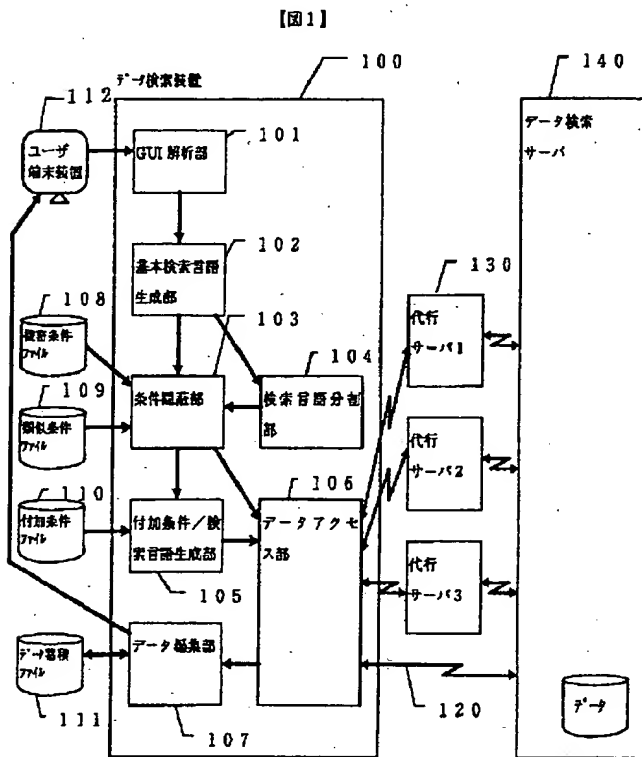 【図1】
データ検索装置
100
140
112
ユーザ
端末装置
101
GUI 解析部
データ検索
サーバ
102
基本検索言語
生成部
108
機密条件
ファイル
103
104
130
代行
サーバ1
109
類似条件
ファイル
条件隠蔽部
検索言語分割
部
110
付加条件
ファイル
106
データアクセ
ス部
代行
サーバ2
付加条件/検
索言語生成部
105
代行
サーバ3
データ編集部
データ蓄積
ファイル
111
107
120
データ